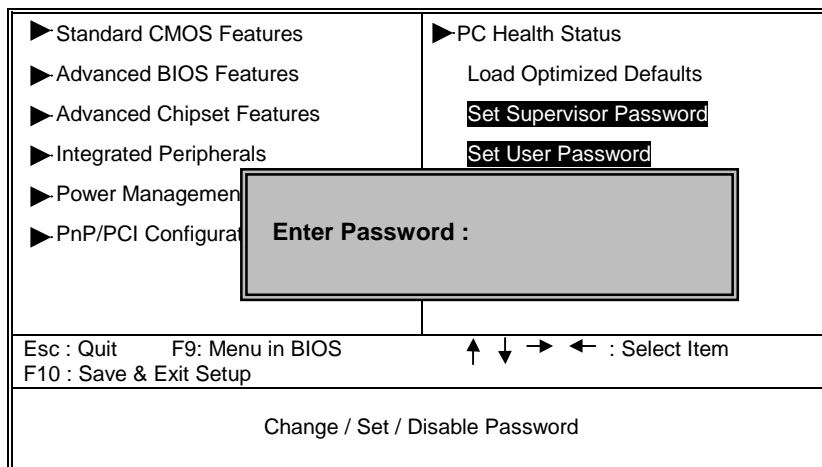 Standard CMOS Features
Advanced BIOS Features
Advanced Chipset Features
Integrated Peripherals
Power Managemen
PnP/PCI Configurat
PC Health Status
Load Optimized Defaults
Set Supervisor Password
Set User Password
Enter Password :
Esc : Quit F9: Menu in BIOS ↑ ↓ → ← : Select Item
F10 : Save & Exit Setup
Change / Set / Disable Password